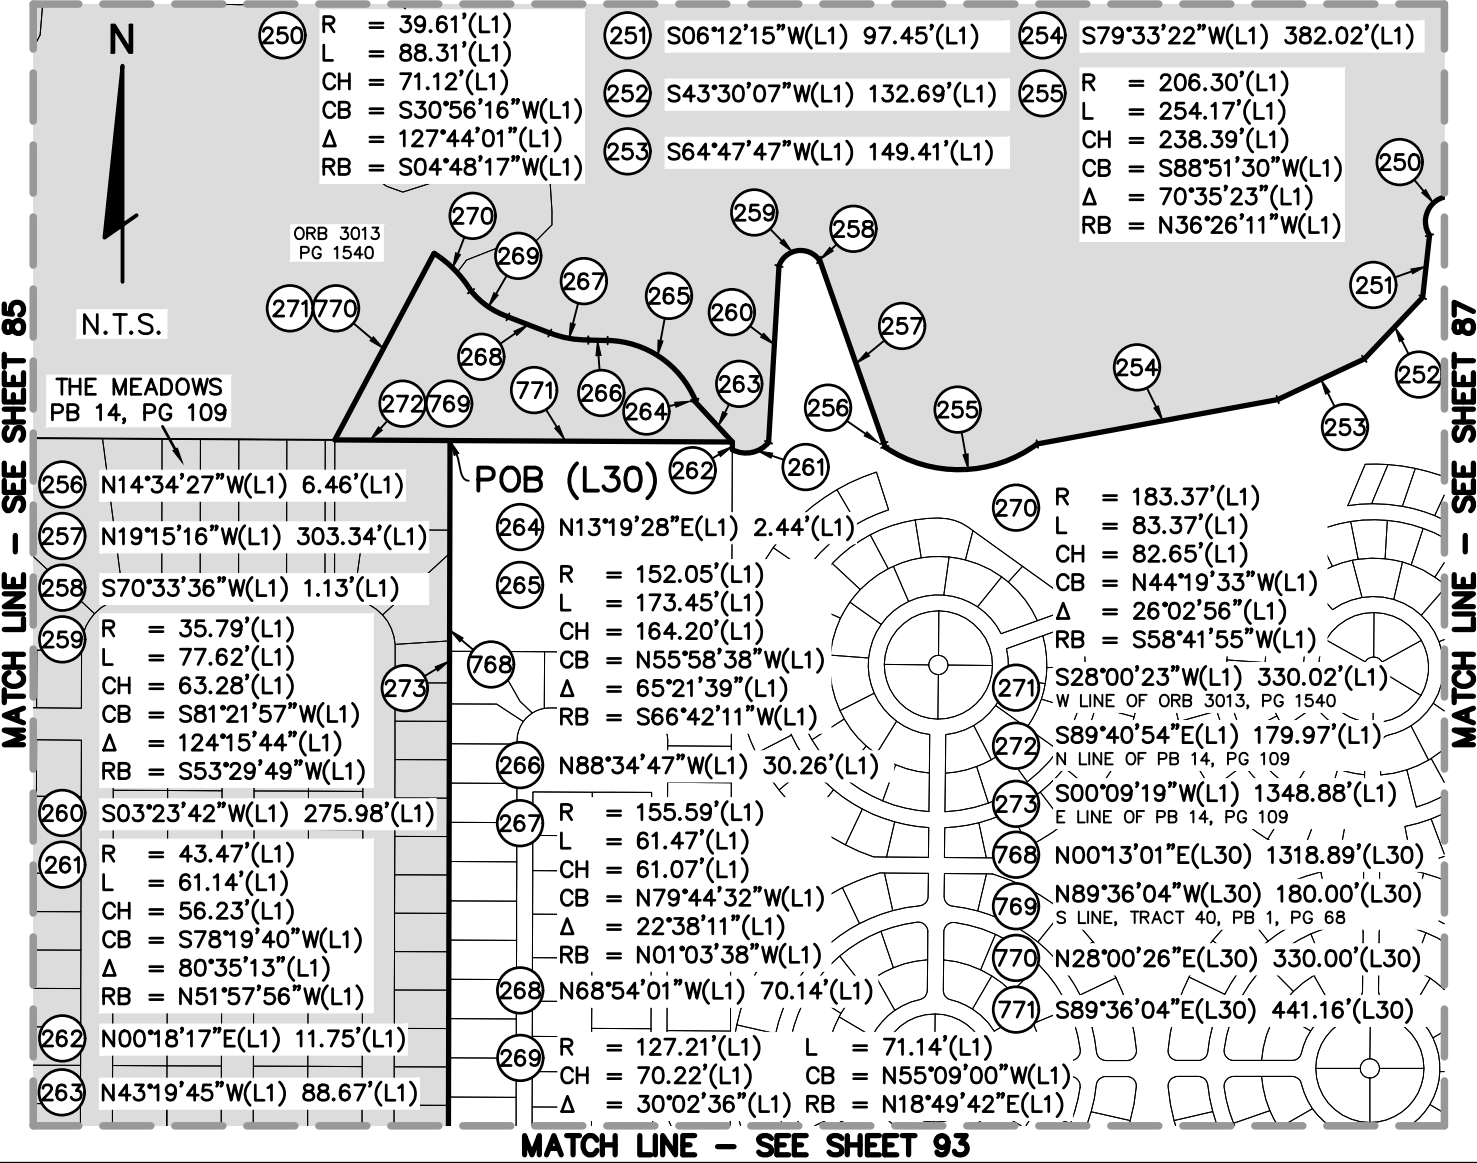 N
N.T.S.
250
R = 39.61'(L1)
L = 88.31'(L1)
CH = 71.12'(L1)
CB = S30°56'16"W(L1)
Δ = 127°44'01"(L1)
RB = S04°48'17"W(L1)
251 S06°12'15"W(L1) 97.45'(L1)
252 S43°30'07"W(L1) 132.69'(L1)
253 S64°47'47"W(L1) 149.41'(L1)
254 S79°33'22"W(L1) 382.02'(L1)
255
R = 206.30'(L1)
L = 254.17'(L1)
CH = 238.39'(L1)
CB = S88°51'30"W(L1)
Δ = 70°35'23"(L1)
RB = N36°26'11"W(L1)
250
251
252
253
254
255
256
257
258
259
260
261
262
263
264
265
266
267
268
269
270
271 770
272 769
771
ORB 3013
PG 1540
THE MEADOWS
PB 14, PG 109
POB (L30)
273
768
256 N14°34'27"W(L1) 6.46'(L1)
257 N19°15'16"W(L1) 303.34'(L1)
258 S70°33'36"W(L1) 1.13'(L1)
259
R = 35.79'(L1)
L = 77.62'(L1)
CH = 63.28'(L1)
CB = S81°21'57"W(L1)
Δ = 124°15'44"(L1)
RB = S53°29'49"W(L1)
260 S03°23'42"W(L1) 275.98'(L1)
261
R = 43.47'(L1)
L = 61.14'(L1)
CH = 56.23'(L1)
CB = S78°19'40"W(L1)
Δ = 80°35'13"(L1)
RB = N51°57'56"W(L1)
262 N00°18'17"E(L1) 11.75'(L1)
263 N43°19'45"W(L1) 88.67'(L1)
264 N13°19'28"E(L1) 2.44'(L1)
265
R = 152.05'(L1)
L = 173.45'(L1)
CH = 164.20'(L1)
CB = N55°58'38"W(L1)
Δ = 65°21'39"(L1)
RB = S66°42'11"W(L1)
266 N88°34'47"W(L1) 30.26'(L1)
267
R = 155.59'(L1)
L = 61.47'(L1)
CH = 61.07'(L1)
CB = N79°44'32"W(L1)
Δ = 22°38'11"(L1)
RB = N01°03'38"W(L1)
268 N68°54'01"W(L1) 70.14'(L1)
269
R = 127.21'(L1) L = 71.14'(L1)
CH = 70.22'(L1) CB = N55°09'00"W(L1)
Δ = 30°02'36"(L1) RB = N18°49'42"E(L1)
270
R = 183.37'(L1)
L = 83.37'(L1)
CH = 82.65'(L1)
CB = N44°19'33"W(L1)
Δ = 26°02'56"(L1)
RB = S58°41'55"W(L1)
271 S28°00'23"W(L1) 330.02'(L1)
W LINE OF ORB 3013, PG 1540
272 S89°40'54"E(L1) 179.97'(L1)
N LINE OF PB 14, PG 109
273 S00°09'19"W(L1) 1348.88'(L1)
E LINE OF PB 14, PG 109
768 N00°13'01"E(L30) 1318.89'(L30)
769 N89°36'04"W(L30) 180.00'(L30)
S LINE, TRACT 40, PB 1, PG 68
770 N28°00'26"E(L30) 330.00'(L30)
771 S89°36'04"E(L30) 441.16'(L30)
MATCH LINE - SEE SHEET 85
MATCH LINE - SEE SHEET 87
MATCH LINE - SEE SHEET 93